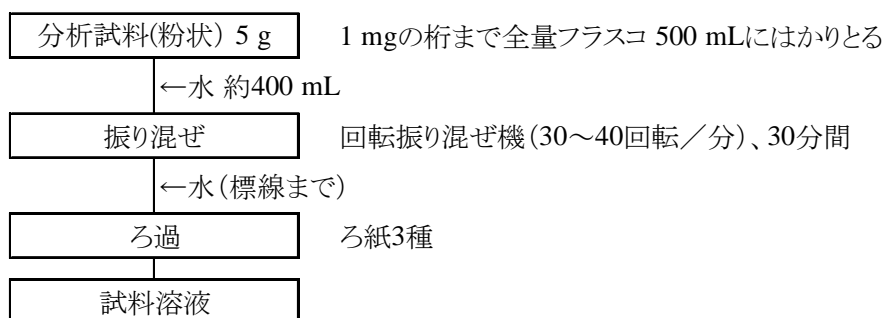 分析試料(粉状) 5 g 1 mgの桁まで全量フラスコ 500 mLにはかりとる
←水 約400 mL
振り混ぜ 回転振り混ぜ機(30～40回転／分)、30分間
←水(標線まで)
ろ過 ろ紙3種
試料溶液